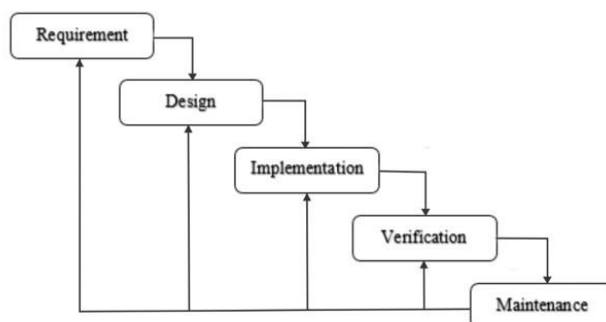 Requirement
Design
Implementation
Verification
Maintenance